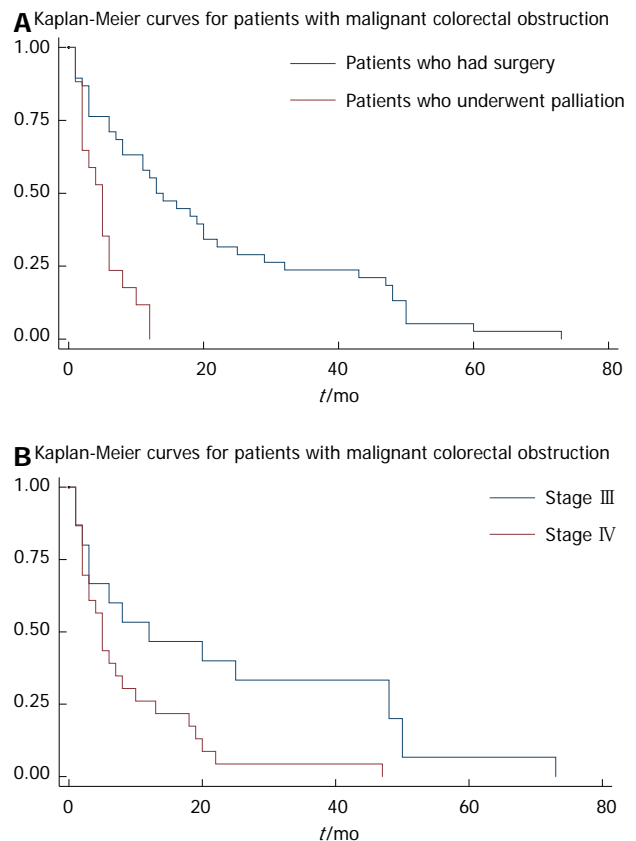 A Kaplan-Meier curves for patients with malignant colorectal obstruction
1.00
0.75
0.50
0.25
0.00
Patients who had surgery
Patients who underwent palliation
0 20 40 60 80
t/mo
B Kaplan-Meier curves for patients with malignant colorectal obstruction
1.00
0.75
0.50
0.25
0.00
Stage Ⅲ
Stage Ⅳ
0 20 40 60 80
t/mo